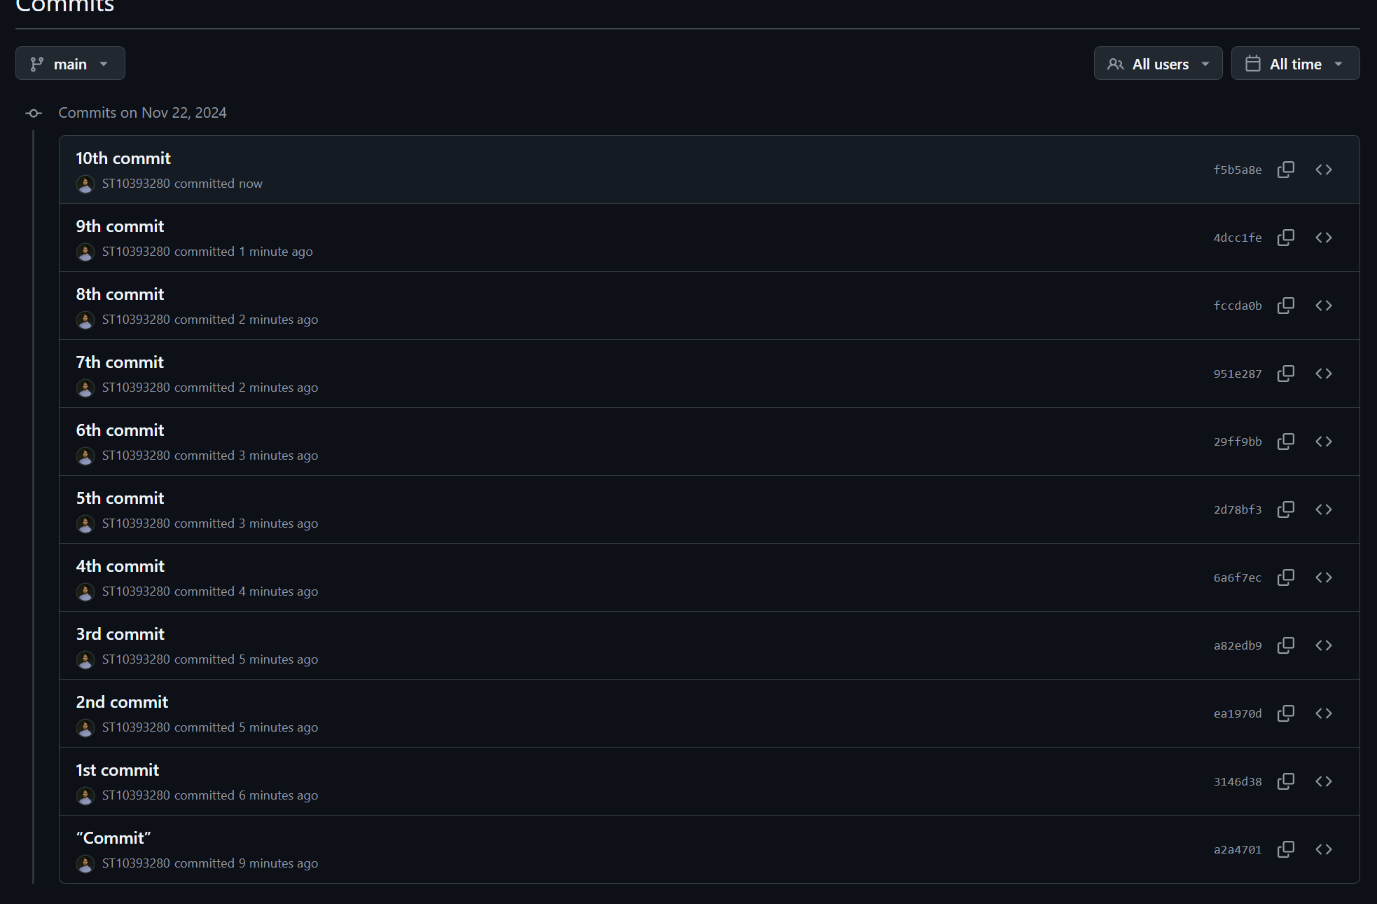 Commits
main
All users
All time
Commits on Nov 22, 2024
10th commit
ST10393280 committed now
f5b5a8e
9th commit
ST10393280 committed 1 minute ago
4dcc1fe
8th commit
ST10393280 committed 2 minutes ago
fccda0b
7th commit
ST10393280 committed 2 minutes ago
951e287
6th commit
ST10393280 committed 3 minutes ago
29ff9bb
5th commit
ST10393280 committed 3 minutes ago
2d78bf3
4th commit
ST10393280 committed 4 minutes ago
6a6f7ec
3rd commit
ST10393280 committed 5 minutes ago
a82edb9
2nd commit
ST10393280 committed 5 minutes ago
ea1970d
1st commit
ST10393280 committed 6 minutes ago
3146d38
“Commit”
ST10393280 committed 9 minutes ago
a2a4701